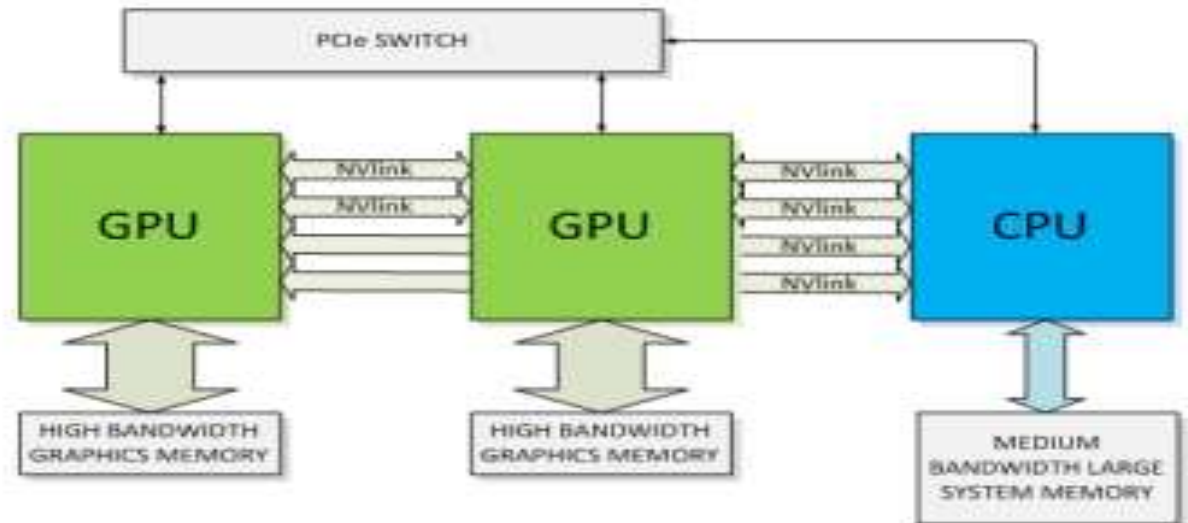 PCIe SWITCH
GPU
NVlink
NVlink
GPU
NVlink
NVlink
NVlink
NVlink
CPU
HIGH BANDWIDTH
GRAPHICS MEMORY
HIGH BANDWIDTH
GRAPHICS MEMORY
MEDIUM
BANDWIDTH LARGE
SYSTEM MEMORY